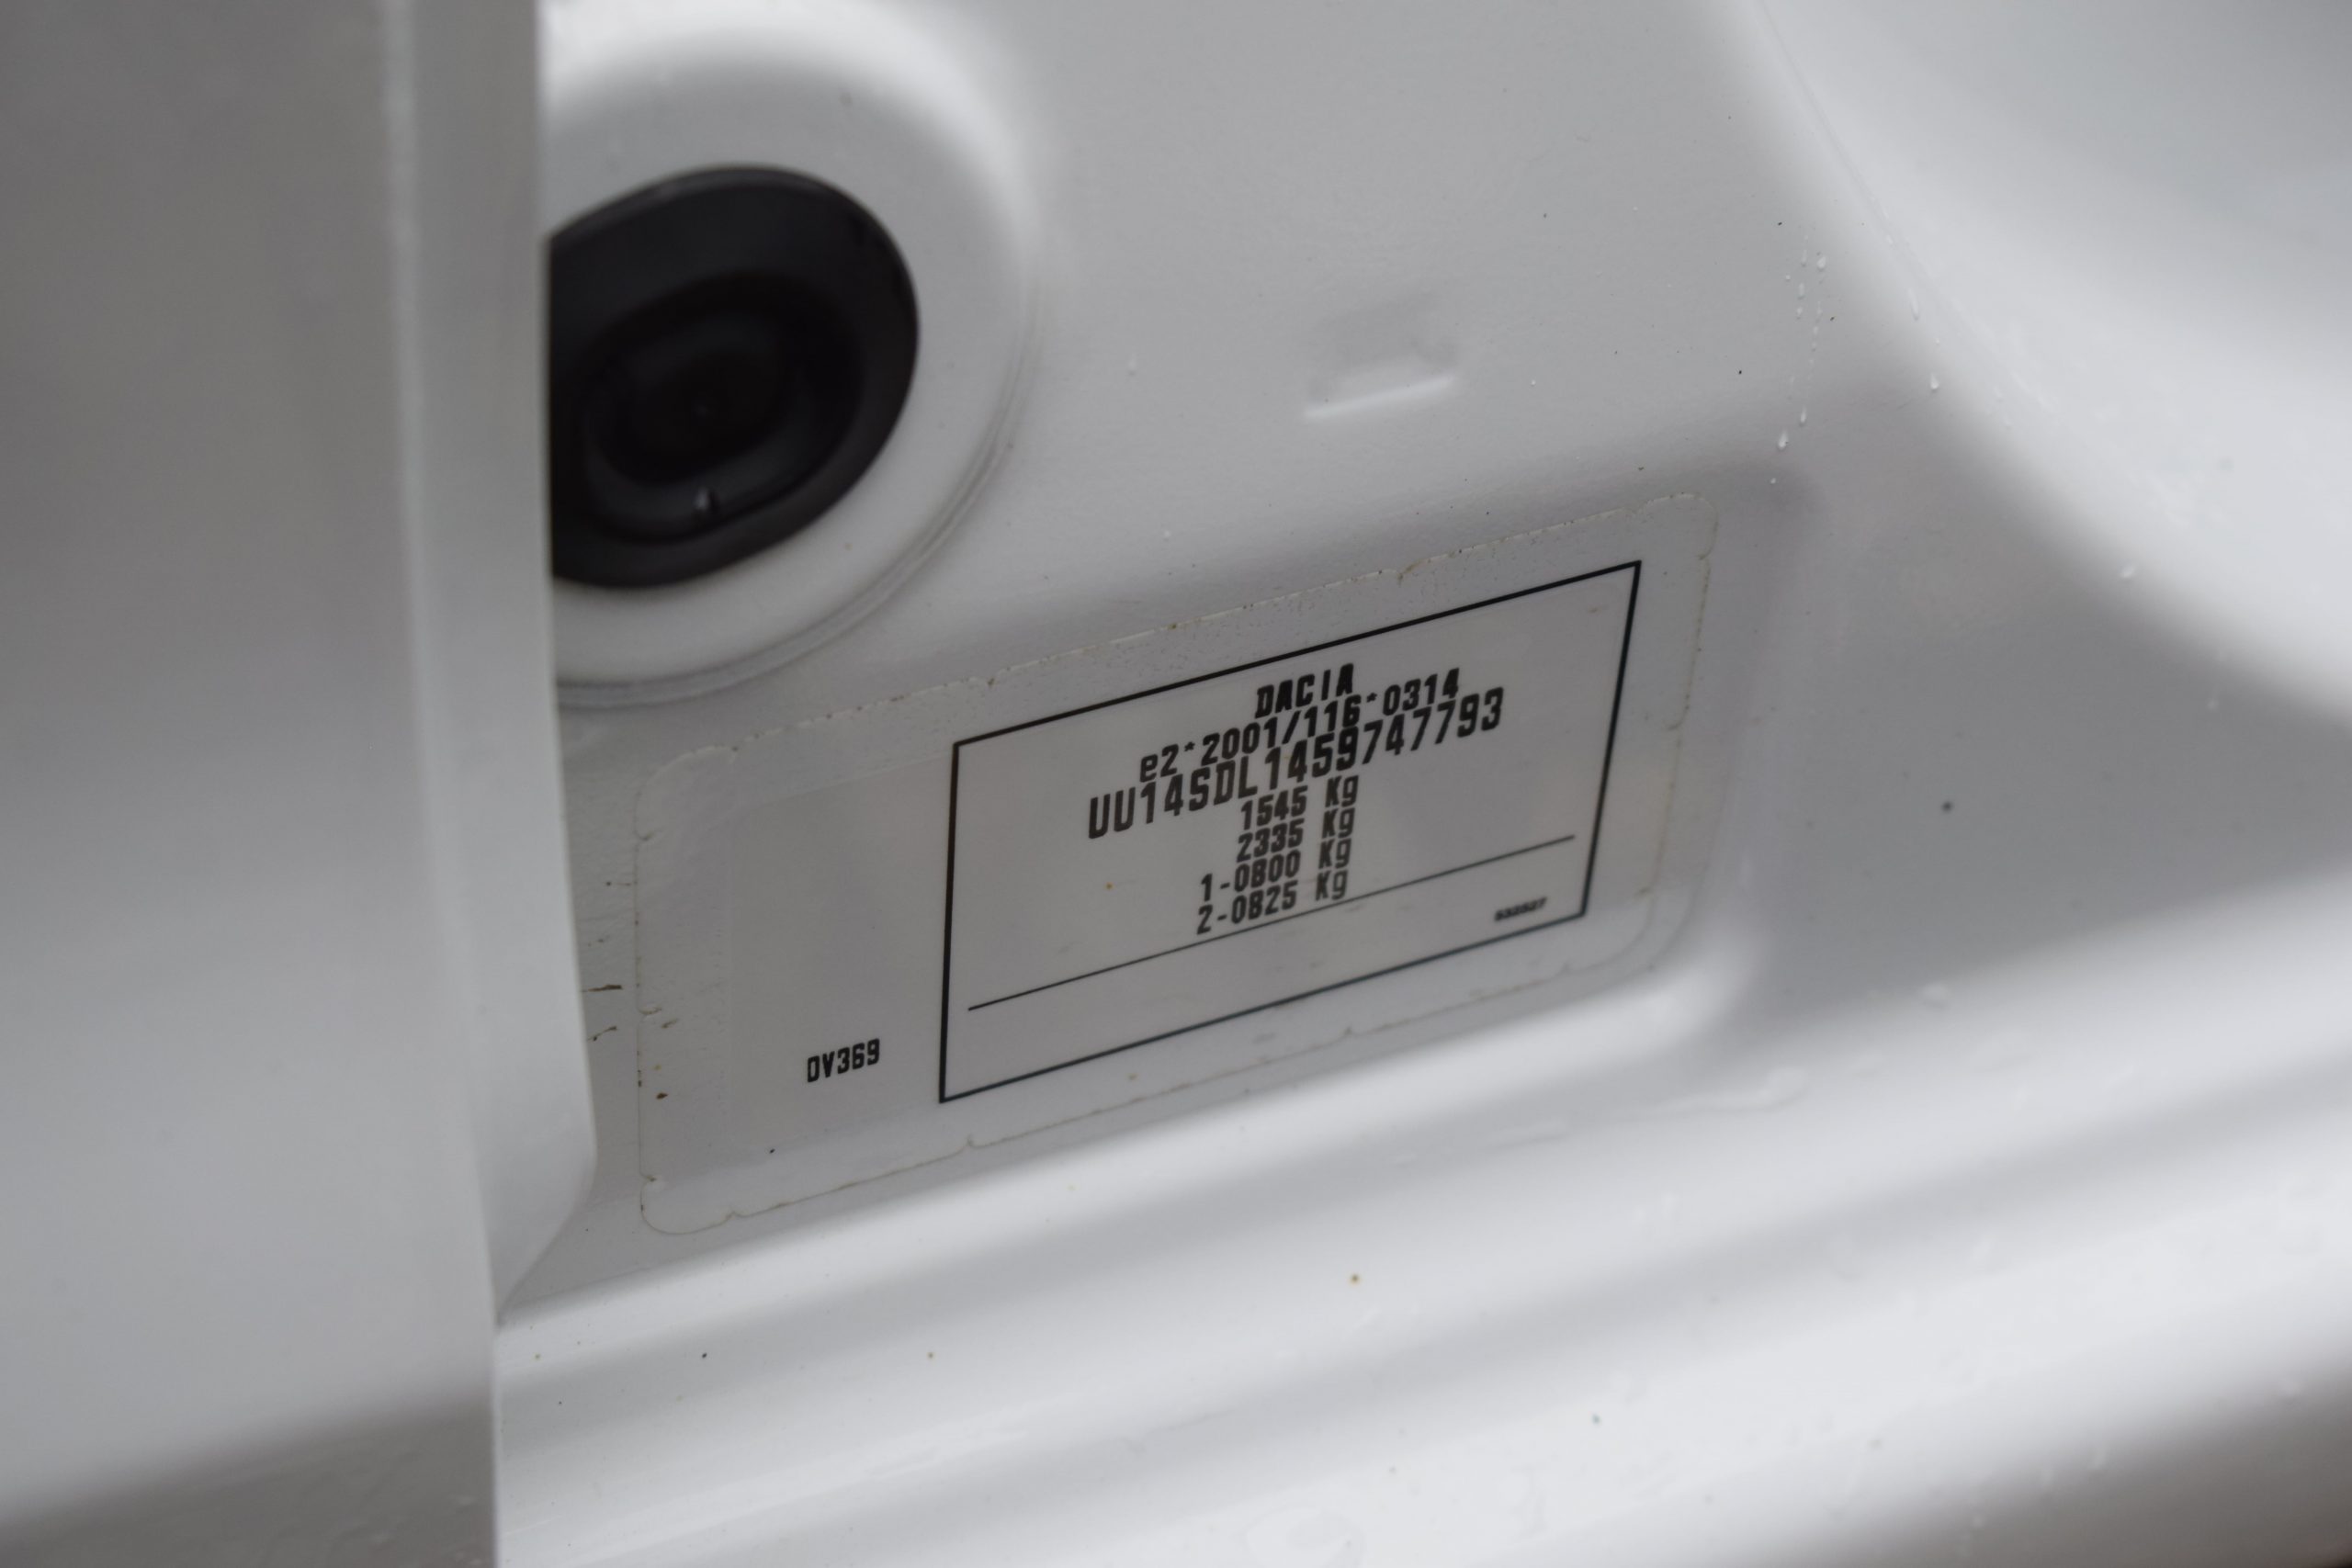 DACIA
e2*2001/116*0314
UU14SDL1459747793
1545 Kg
2335 Kg
1-0800 Kg
2-0825 Kg
DV369